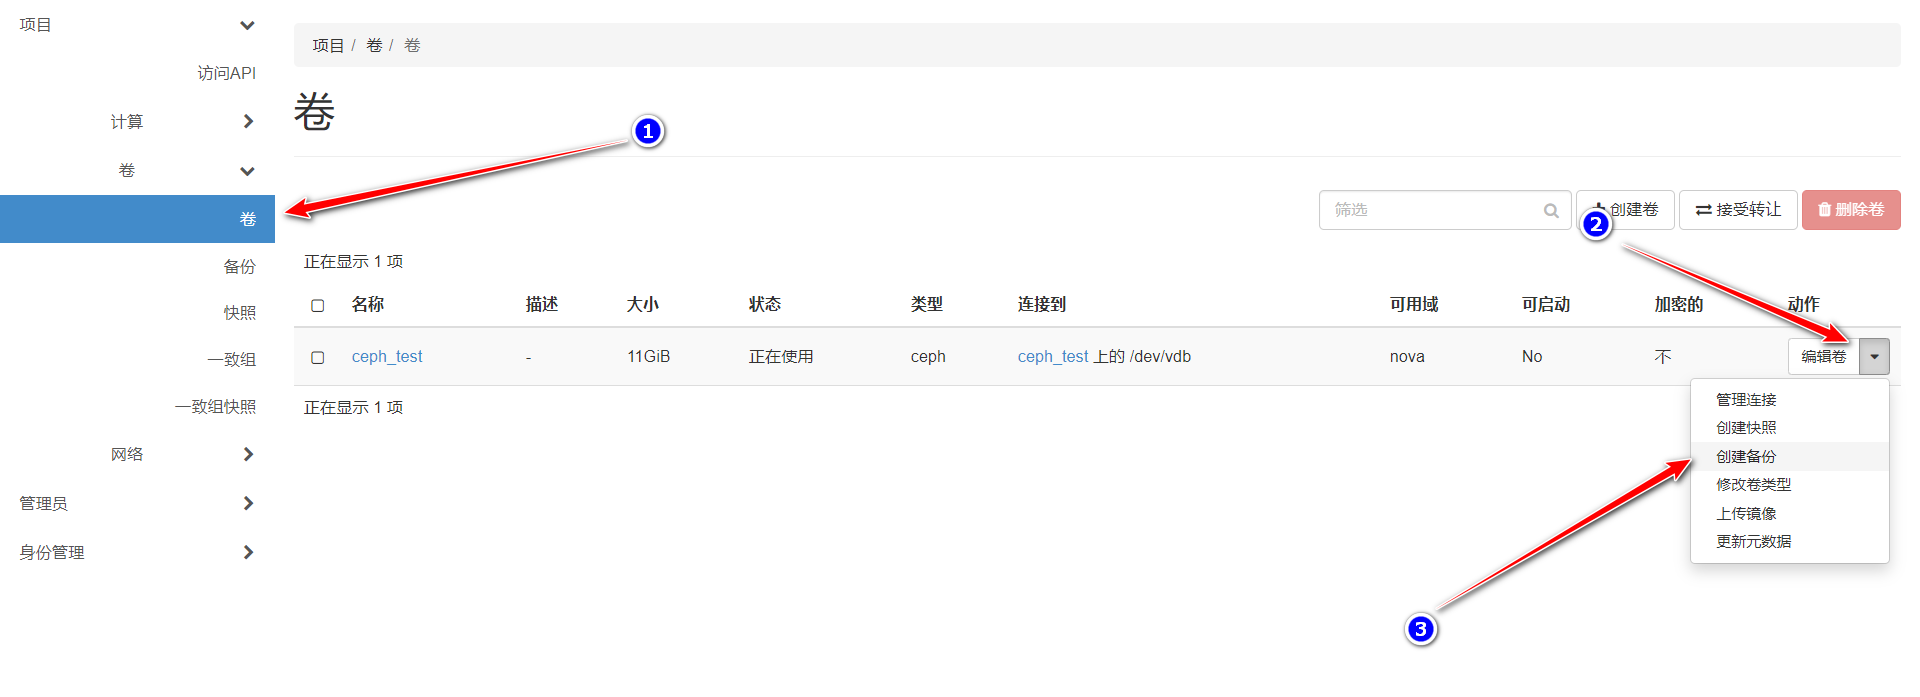 项目
访问API
计算
卷
卷
备份
快照
一致组
一致组快照
网络
管理员
身份管理
项目 / 卷 / 卷
卷
1
筛选 创建卷 接受转让 删除卷
2
正在显示 1 项
名称 描述 大小 状态 类型 连接到 可用域 可启动 加密的 动作
ceph_test - 11GiB 正在使用 ceph ceph_test 上的 /dev/vdb nova No 不 编辑卷
正在显示 1 项
管理连接
创建快照
创建备份
修改卷类型
上传镜像
更新元数据
3